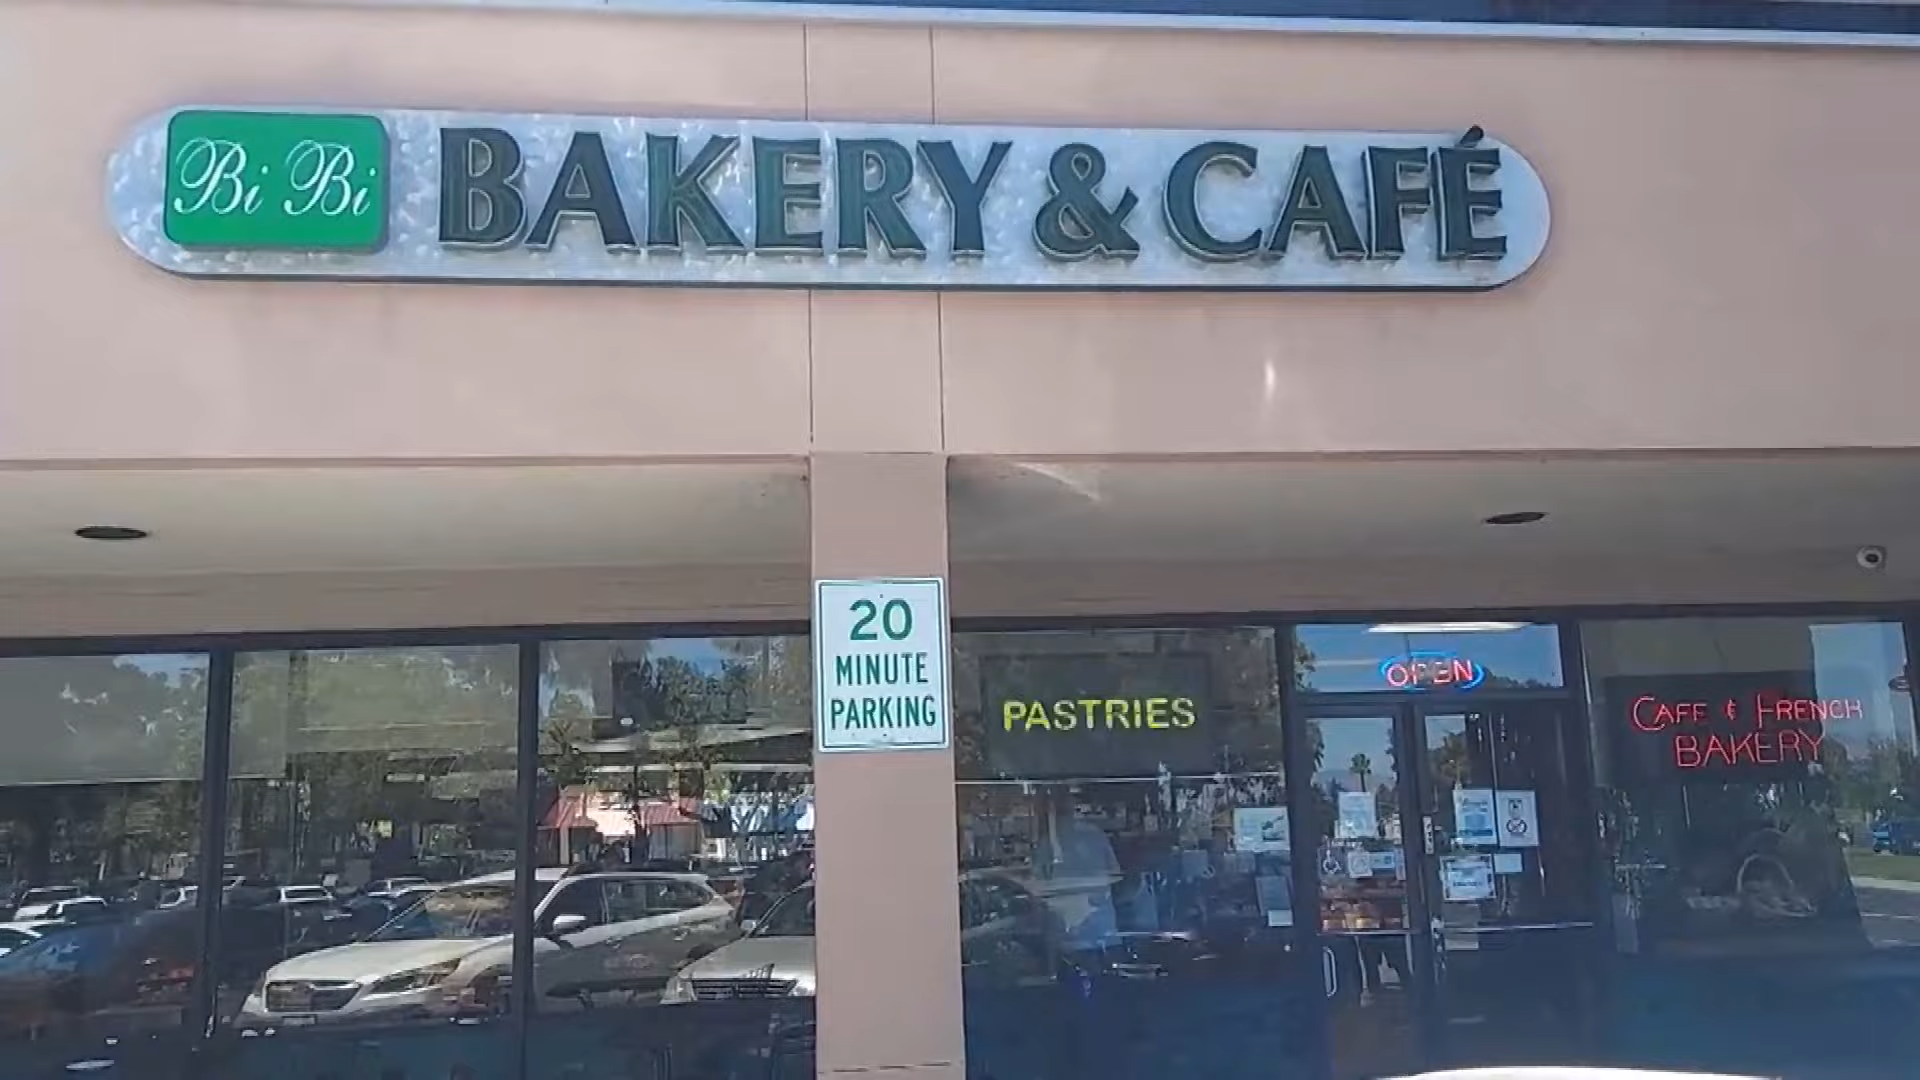 Bi Bi BAKERY & CAFÉ
20
MINUTE
PARKING
PASTRIES
OPEN
CAFE & FRENCH
BAKERY